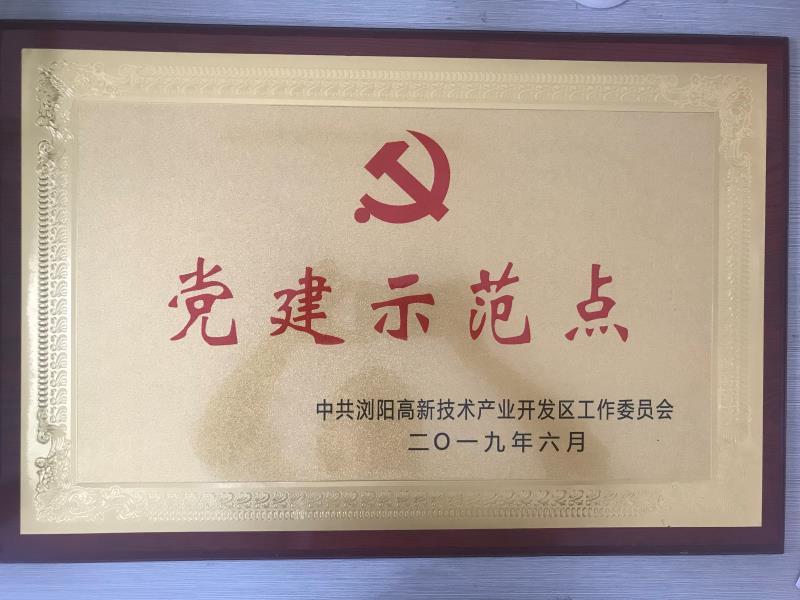 党建示范点
中共浏阳高新技术产业开发区工作委员会
二〇一九年六月